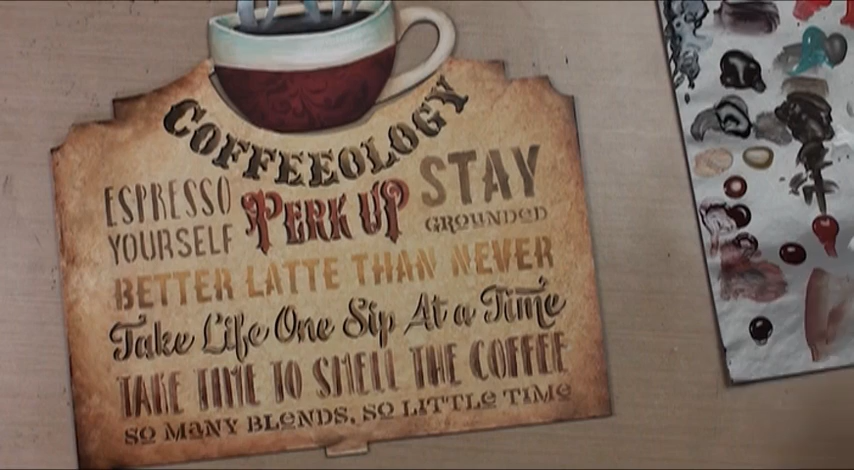 COFFEEOLOGY
ESPRESSO YOURSELF
PERK UP
STAY GROUNDED
BETTER LATTE THAN NEVER
Take Life One Sip At a Time
TAKE TIME TO SMELL THE COFFEE
SO MANY BLENDS, SO LITTLE TIME